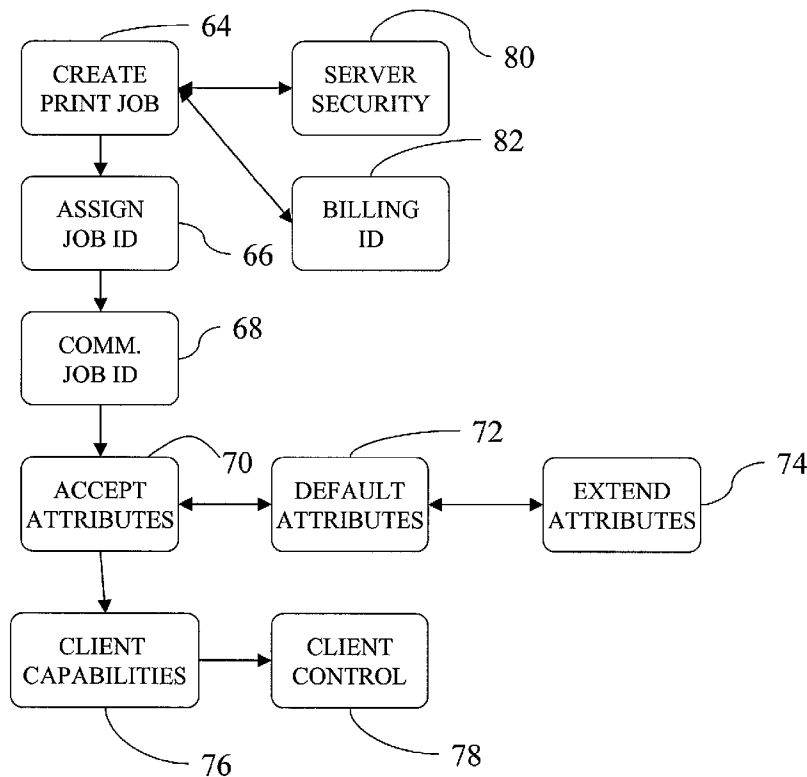 64
CREATE
PRINT JOB
80
SERVER
SECURITY
82
ASSIGN
JOB ID
66
BILLING
ID
68
COMM.
JOB ID
70
ACCEPT
ATTRIBUTES
72
DEFAULT
ATTRIBUTES
74
EXTEND
ATTRIBUTES
CLIENT
CAPABILITIES
76
CLIENT
CONTROL
78